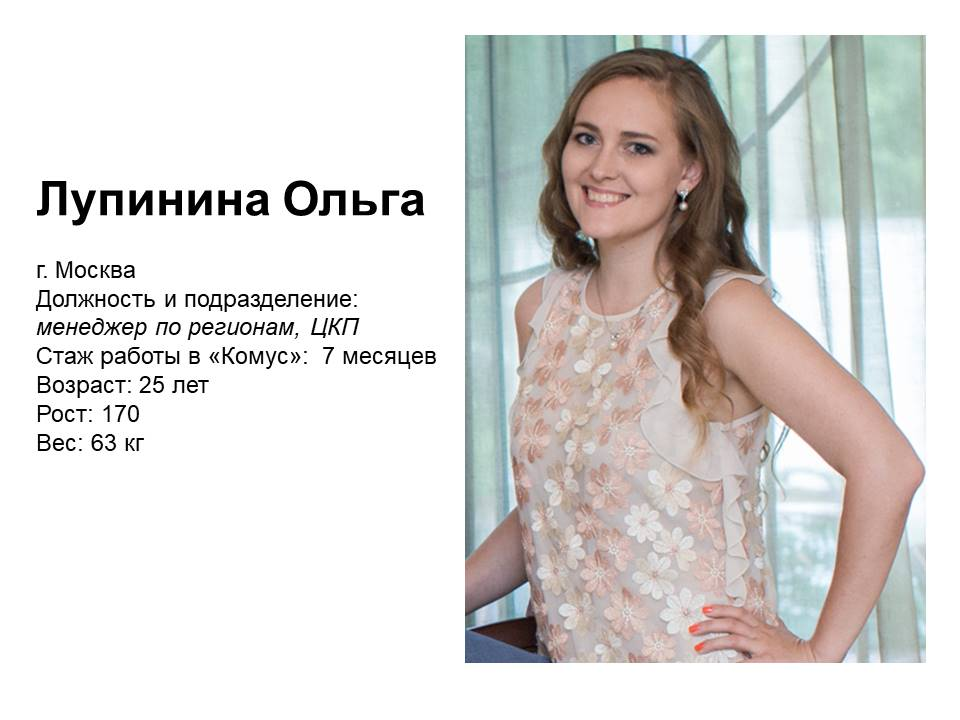 Лупинина Ольга
г. Москва
Должность и подразделение:
менеджер по регионам, ЦКП
Стаж работы в «Комус»: 7 месяцев
Возраст: 25 лет
Рост: 170
Вес: 63 кг